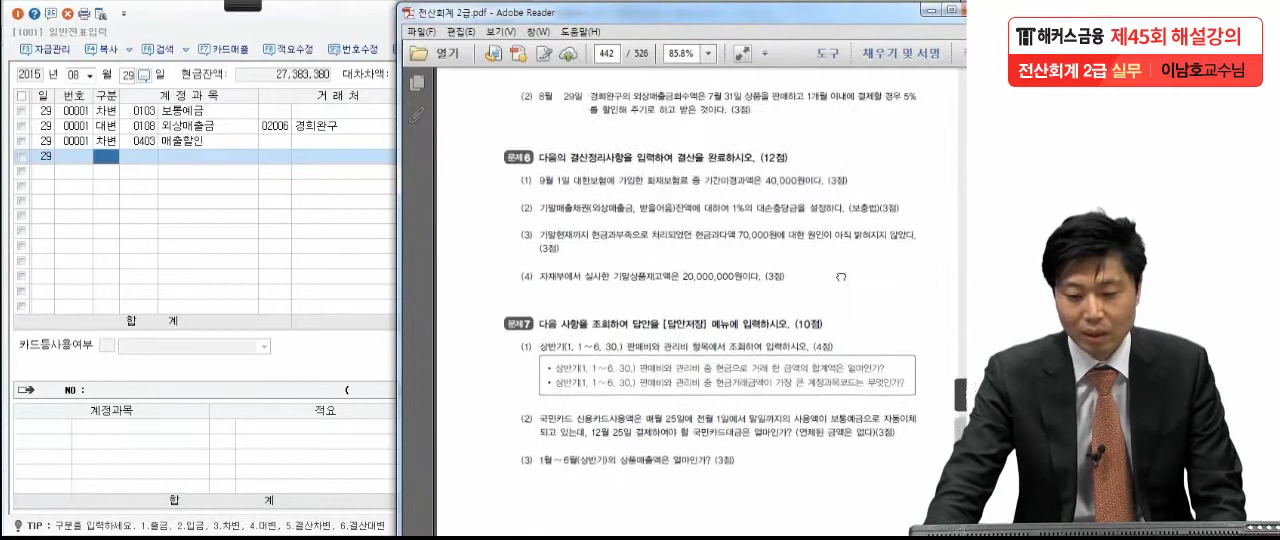 [1001] 일반전표입력
F3 자금관리 F4 복사 F6 검색 F7 카드매출 F8 적요수정 F3 번호수정
2015 년 08 월 29 일 현금잔액: 27,383,380 대차차액:
일 번호 구분 계 정 과 목 거 래 처
29 00001 차변 0103 보통예금
29 00001 대변 0108 외상매출금 02006 경희완구
29 00001 차변 0403 매출할인
29
합 계
카드등사용여부
NO : (
계정과목 적요
합 계
TIP : 구분을 입력하세요. 1.출금, 2.입금, 3.차변, 4.대변, 5.결산차변, 6.결산대변
전산회계 2급.pdf - Adobe Reader
파일(F) 편집(E) 보기(V) 창(W) 도움말(H)
열기 442 / 526 85.8% 도구 채우기 및 서명
(2) 8월 29일 경희완구의 외상매출금회수액은 7월 31일 상품을 판매하고 1개월 이내에 결제할 경우 5%
를 할인해 주기로 하고 받은 것이다. (3점)
문제6 다음의 결산정리사항을 입력하여 결산을 완료하시오. (12점)
(1) 9월 1일 대한보험에 가입한 화재보험료 중 기간미경과액은 40,000원이다. (3점)
(2) 기말매출채권(외상매출금, 받을어음)잔액에 대하여 1%의 대손충당금을 설정하다. (보충법)(3점)
(3) 기말현재까지 현금과부족으로 처리되었던 현금과다액 70,000원에 대한 원인이 아직 밝혀지지 않았다.
(3점)
(4) 자재부에서 실사한 기말상품재고액은 20,000,000원이다. (3점)
문제7 다음 사항을 조회하여 답안을 [답안저장] 메뉴에 입력하시오. (10점)
(1) 상반기(1. 1～6. 30.) 판매비와 관리비 항목에서 조회하여 입력하시오. (4점)
• 상반기(1. 1～6. 30.) 판매비와 관리비 중 현금으로 거래 한 금액의 합계액은 얼마인가?
• 상반기(1. 1～6. 30.) 판매비와 관리비 중 현금거래금액이 가장 큰 계정과목코드는 무엇인가?
(2) 국민카드 신용카드사용액은 매월 25일에 전월 1일에서 말일까지의 사용액이 보통예금으로 자동이체
되고 있는데, 12월 25일 결제하여야 할 국민카드대금은 얼마인가? (연체된 금액은 없다)(3점)
(3) 1월～6월(상반기)의 상품매출액은 얼마인가? (3점)
해커스금융 제45회 해설강의
전산회계 2급 실무 이남호교수님